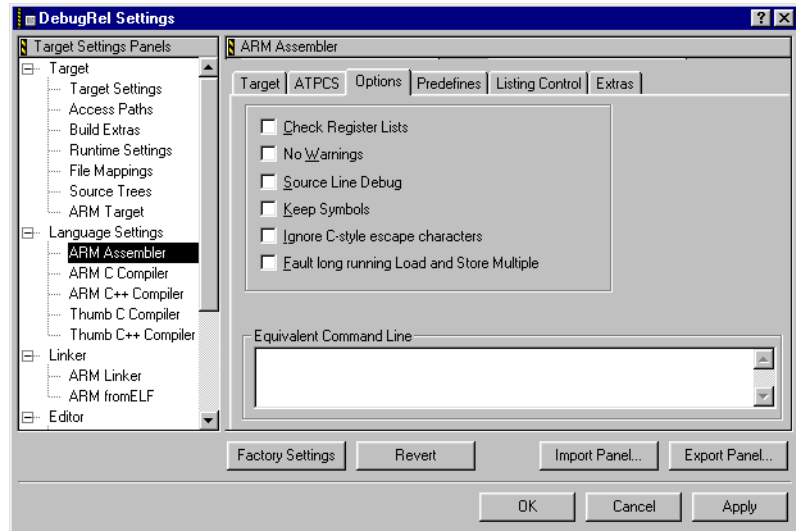 DebugRel Settings
Target Settings Panels
Target
Target Settings
Access Paths
Build Extras
Runtime Settings
File Mappings
Source Trees
ARM Target
Language Settings
ARM Assembler
ARM C Compiler
ARM C++ Compiler
Thumb C Compiler
Thumb C++ Compiler
Linker
ARM Linker
ARM fromELF
Editor
ARM Assembler
Target ATPCS Options Predefines Listing Control Extras
Check Register Lists
No Warnings
Source Line Debug
Keep Symbols
Ignore C-style escape characters
Fault long running Load and Store Multiple
Equivalent Command Line
Factory Settings Revert Import Panel... Export Panel...
OK Cancel Apply